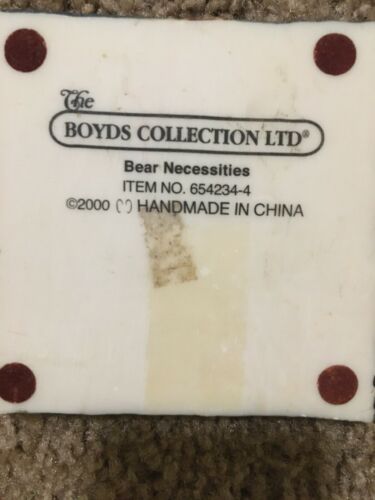 The
BOYDS COLLECTION LTD®
Bear Necessities
ITEM NO. 654234-4
©2000 HANDMADE IN CHINA